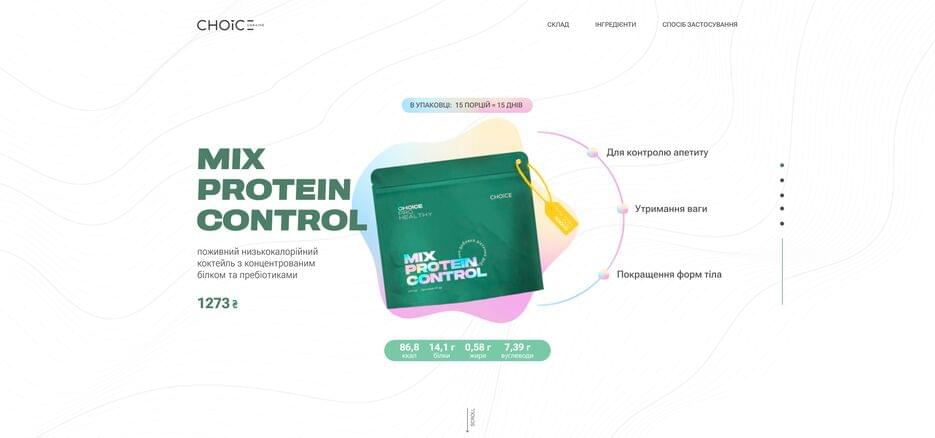 CHOiCE
UKRAINE
СКЛАД
ІНГРЕДІЄНТИ
СПОСІБ ЗАСТОСУВАННЯ
В УПАКОВЦІ: 15 ПОРЦІЙ = 15 ДНІВ
MIX
PROTEIN
CONTROL
поживний низькокалорійний
коктейль з концентрованим
білком та пребіотиками
1273 ₴
CHOICE
PRO
HEALTHY
CHOICE
MIX
PROTEIN
CONTROL
Для контролю апетиту
Утримання ваги
Покращення форм тіла
86,8 14,1 г 0,58 г 7,39 г
ккал білки жири вуглеводи
SCROLL